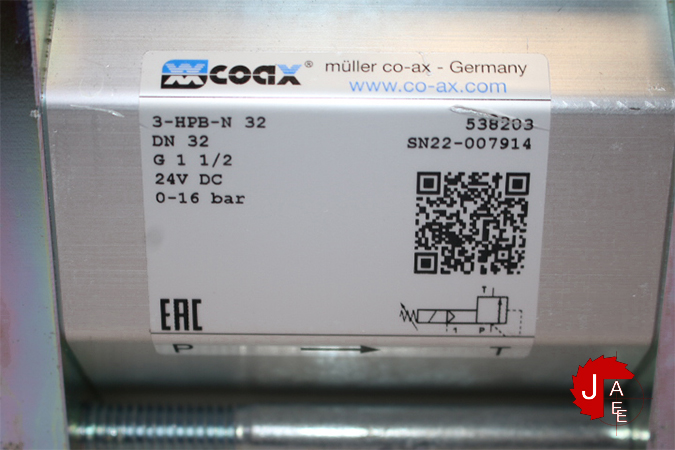 coax® müller co-ax - Germany
www.co-ax.com
3-HPB-N 32 538203
DN 32 SN22-007914
G 1 1/2
24V DC
0-16 bar
T
1 P
EAC
P T
J AEE